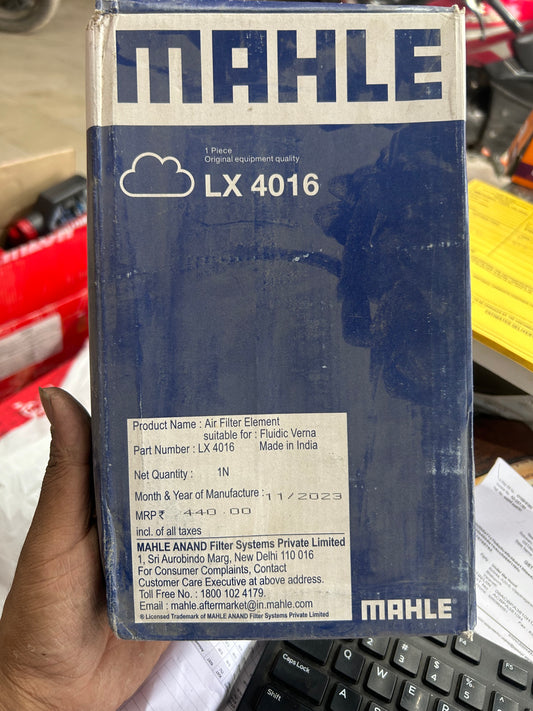 MAHLE
1 Piece
Original equipment quality
LX 4016
Product Name : Air Filter Element
suitable for : Fluidic Verna
Part Number : LX 4016 Made in India
Net Quantity : 1N
Month & Year of Manufacture : 11/2023
MRP ₹ 440.00
incl. of all taxes
MAHLE ANAND Filter Systems Private Limited
1, Sri Aurobindo Marg, New Delhi 110 016
For Consumer Complaints, Contact
Customer Care Executive at above address.
Toll Free No. : 1800 102 4179.
Email : mahle.aftermarket@in.mahle.com
® Licensed Trademark of MAHLE ANAND Filter Systems Private Limited
MAHLE
Caps Lock
Shift